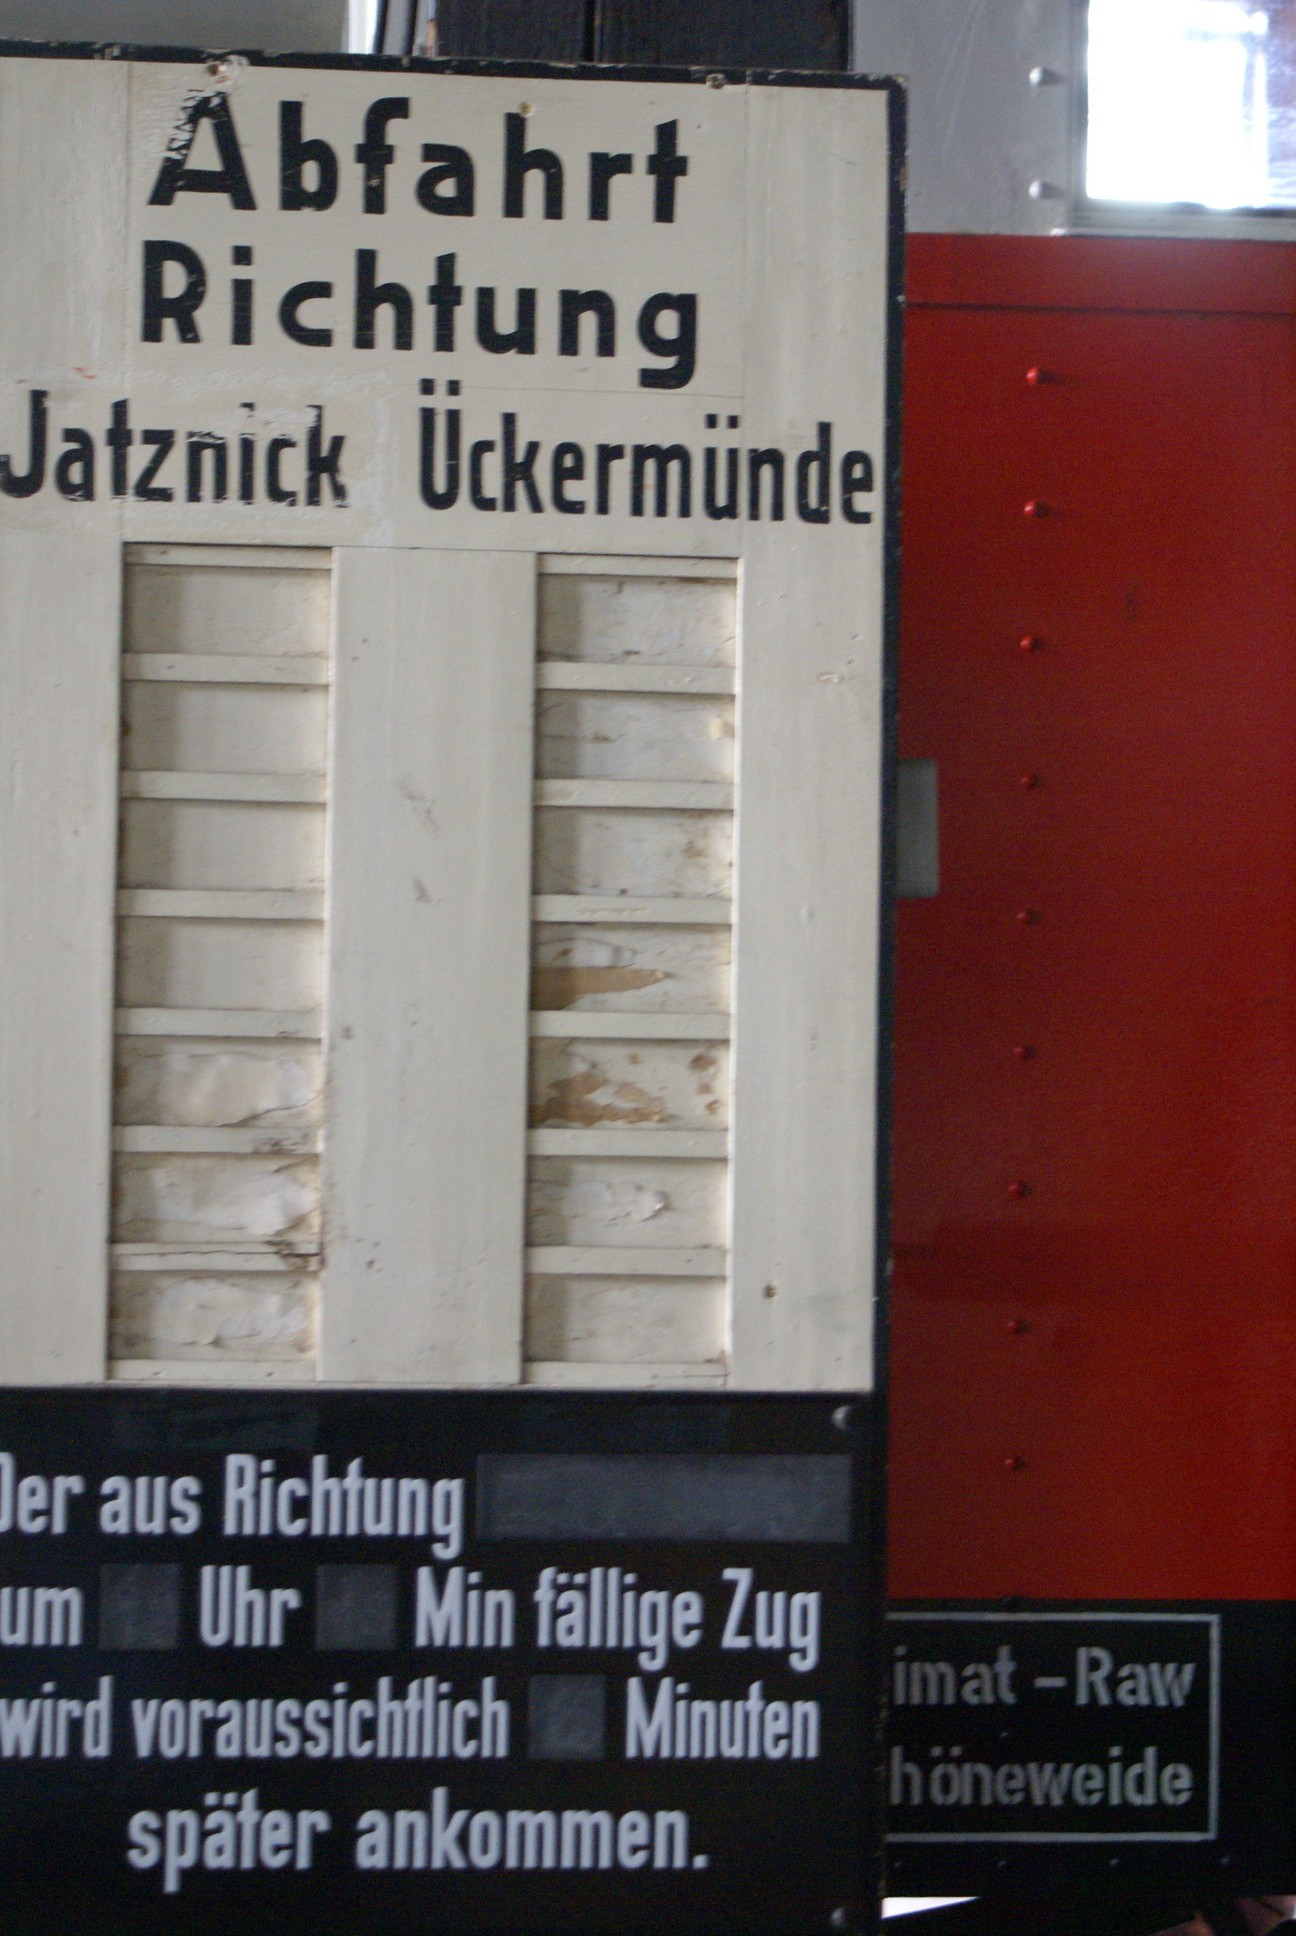 Abfahrt
Richtung
Jatznick Ückermünde
Der aus Richtung
um Uhr Min fällige Zug
wird voraussichtlich Minuten
später ankommen.
imat - Raw
höneweide